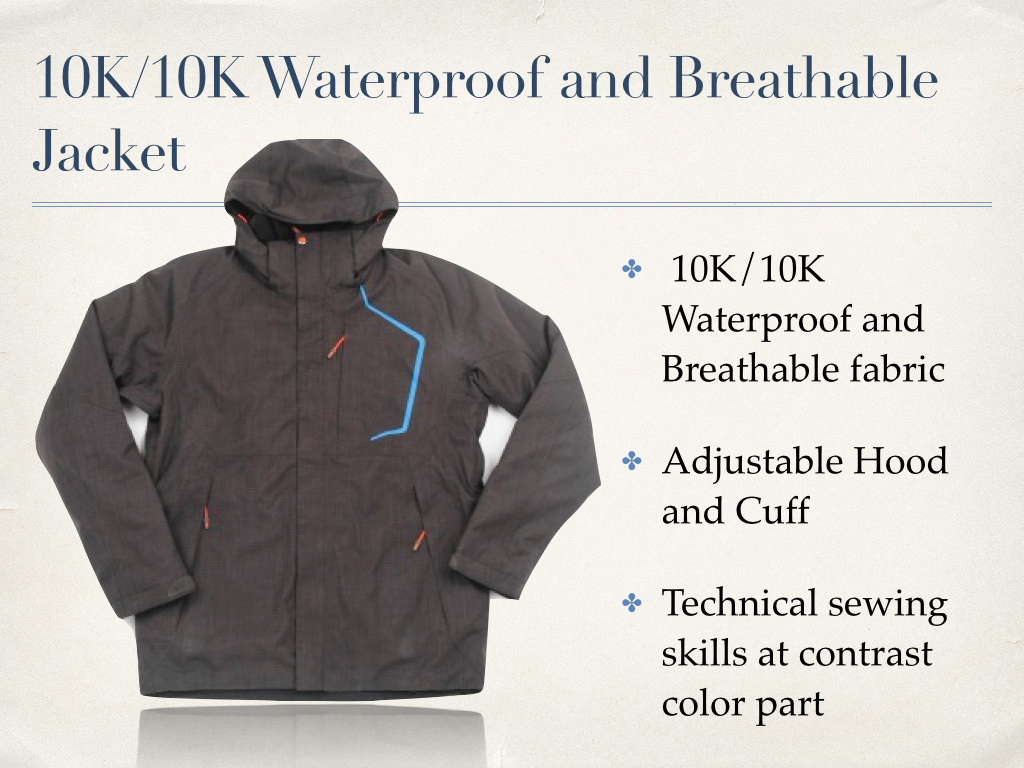 10K/10K Waterproof and Breathable
Jacket
10K/10K
Waterproof and
Breathable fabric
Adjustable Hood
and Cuff
Technical sewing
skills at contrast
color part